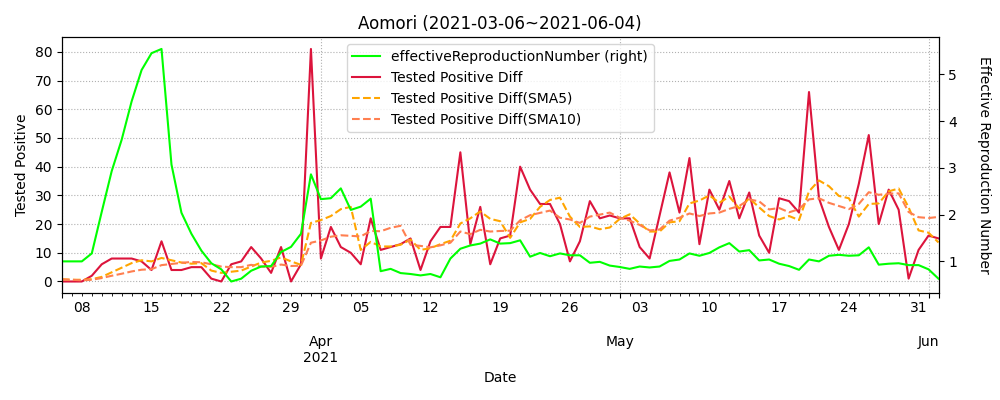 Aomori (2021-03-06~2021-06-04)
effectiveReproductionNumber (right)
Tested Positive Diff
Tested Positive Diff(SMA5)
Tested Positive Diff(SMA10)
Tested Positive
80
70
60
50
40
30
20
10
0
Effective Reproduction Number
5
4
3
2
1
08 15 22 29 05 12 19 26 03 10 17 24 31
Apr May Jun
2021
Date